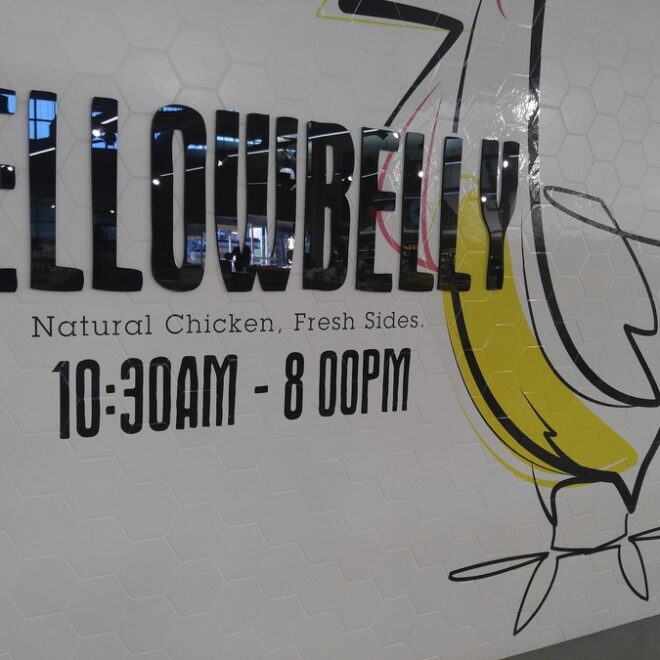 ELLOWBELLY
Natural Chicken, Fresh Sides.
10:30AM - 8 00PM